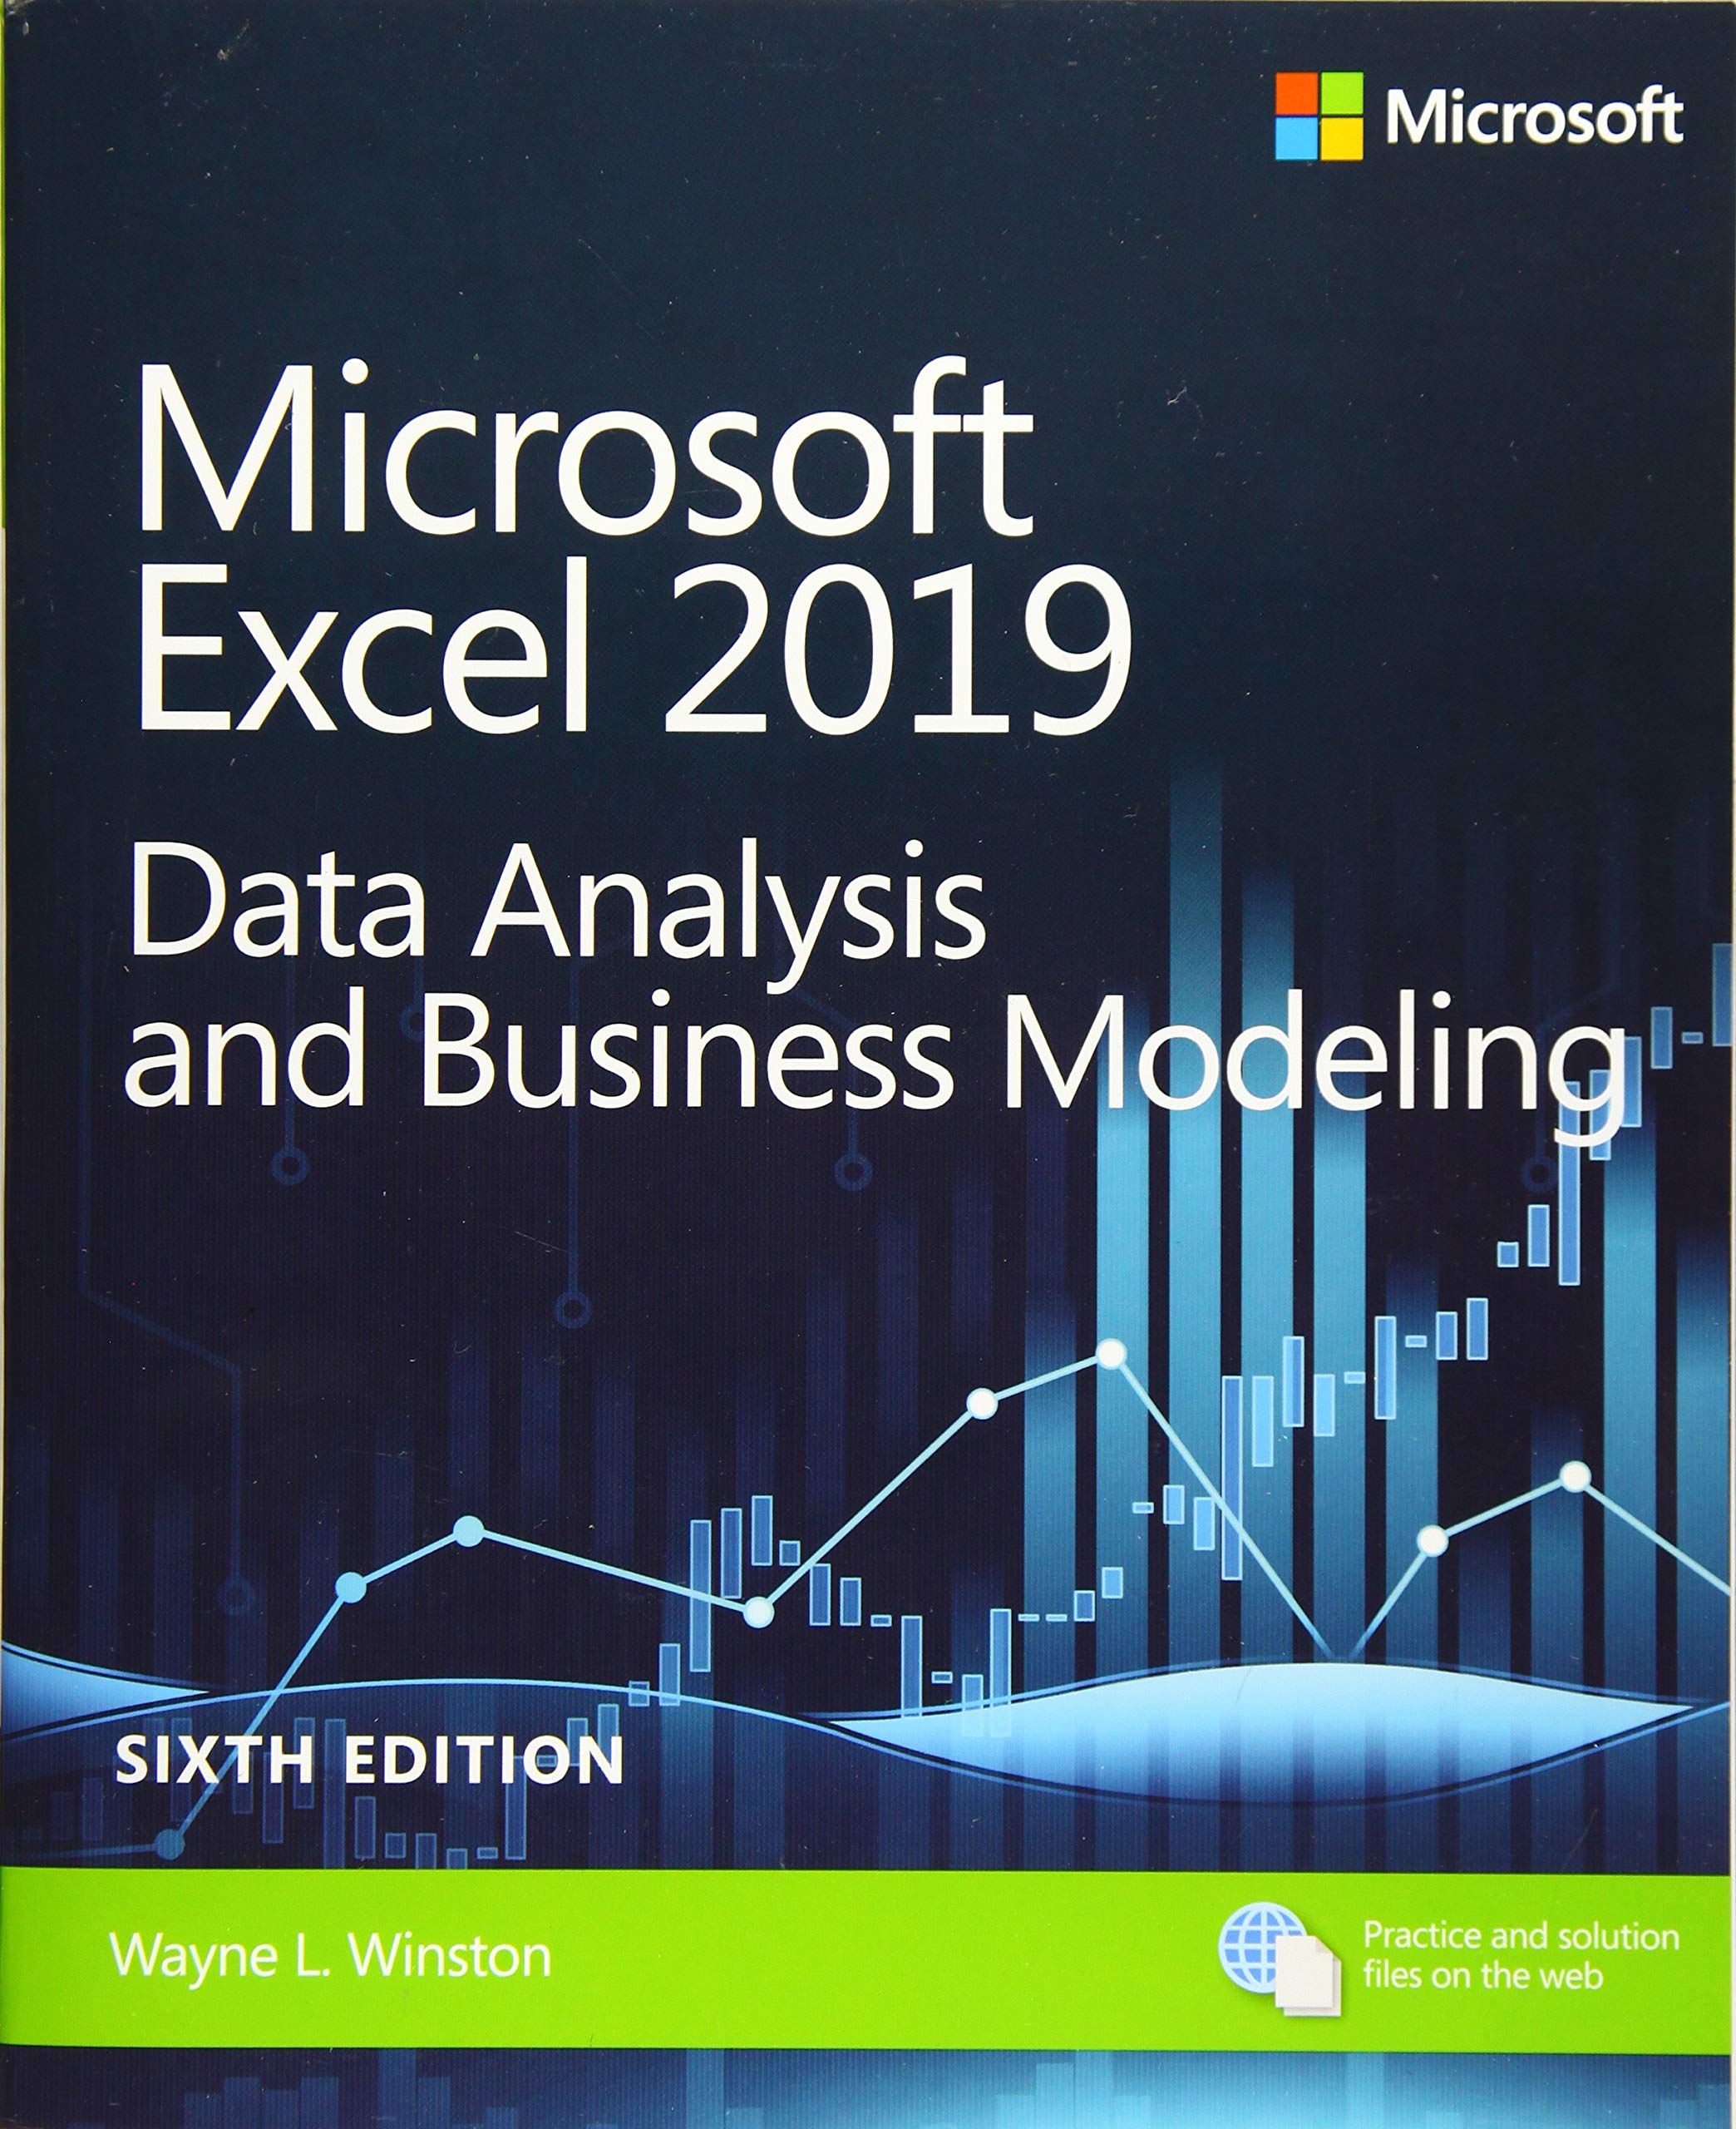 Microsoft
Microsoft
Excel 2019
Data Analysis
and Business Modeling
SIXTH EDITION
Wayne L. Winston
Practice and solution
files on the web